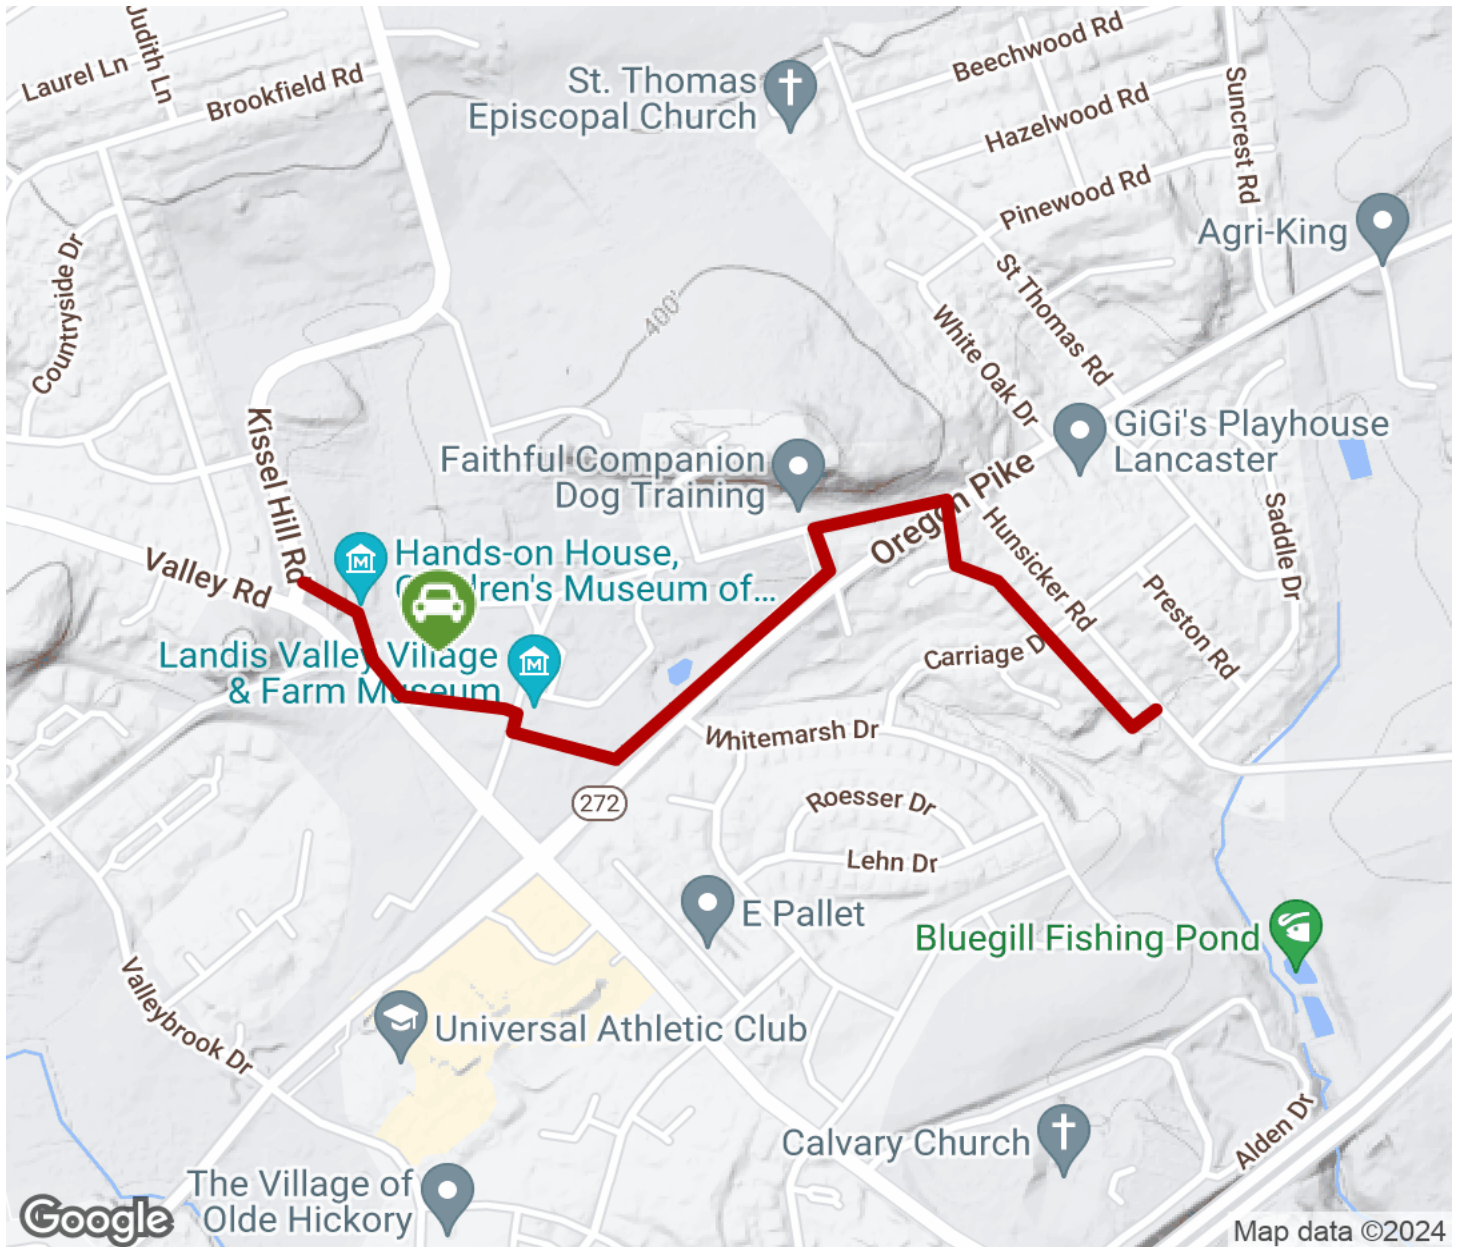 Laurel Ln
Judith Ln
Brookfield Rd
St. Thomas
Episcopal Church
Beechwood Rd
Hazelwood Rd
Suncrest Rd
Pinewood Rd
Agri-King
Countryside Dr
400'
St Thomas Rd
White Oak Dr
Kissel Hill Rd
GiGi's Playhouse
Lancaster
Faithful Companion
Dog Training
Oregon Pike
Saddle Dr
Hunsicker Rd
Valley Rd
Hands-on House,
Museum of...
Preston Rd
Landis Valley Village
& Farm Museum
Carriage D
Whitemarsh Dr
272
Roesser Dr
Lehn Dr
E Pallet
Bluegill Fishing Pond
Valleybrook Dr
Universal Athletic Club
Calvary Church
Alden Dr
The Village of
Olde Hickory
Google
Map data ©2024